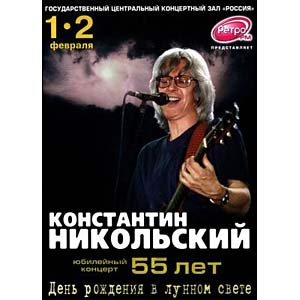 ГОСУДАРСТВЕННЫЙ ЦЕНТРАЛЬНЫЙ КОНЦЕРТНЫЙ ЗАЛ «РОССИЯ»
1•2
февраля
Ретро
FM
ПРЕДСТАВЛЯЕТ
КОНСТАНТИН
НИКОЛЬСКИЙ
юбилейный
концерт
55 лет
День рождения в лунном свете